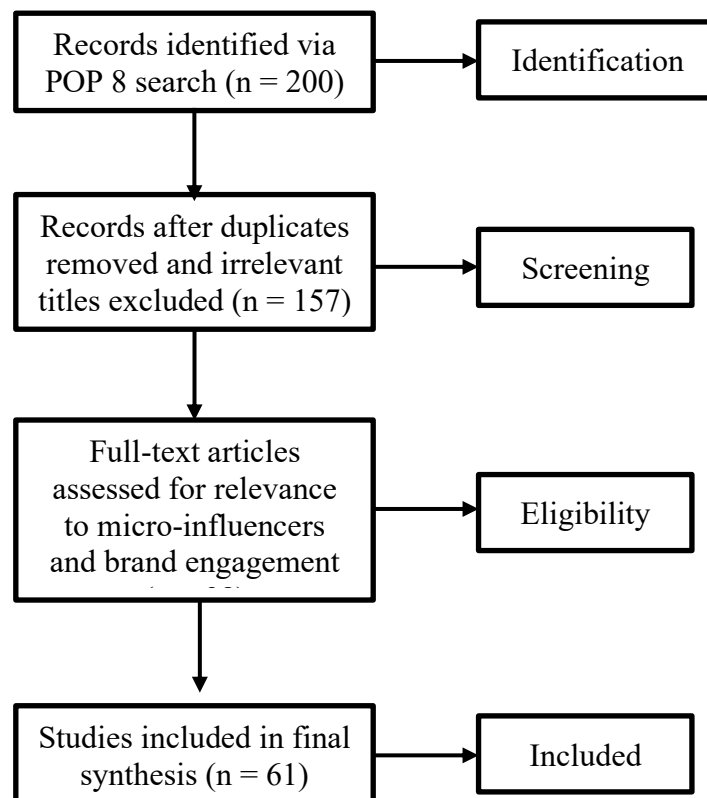 Records identified via
POP 8 search (n = 200)
Identification
Records after duplicates
removed and irrelevant
titles excluded (n = 157)
Screening
Full-text articles
assessed for relevance
to micro-influencers
and brand engagement
Eligibility
Studies included in final
synthesis (n = 61)
Included